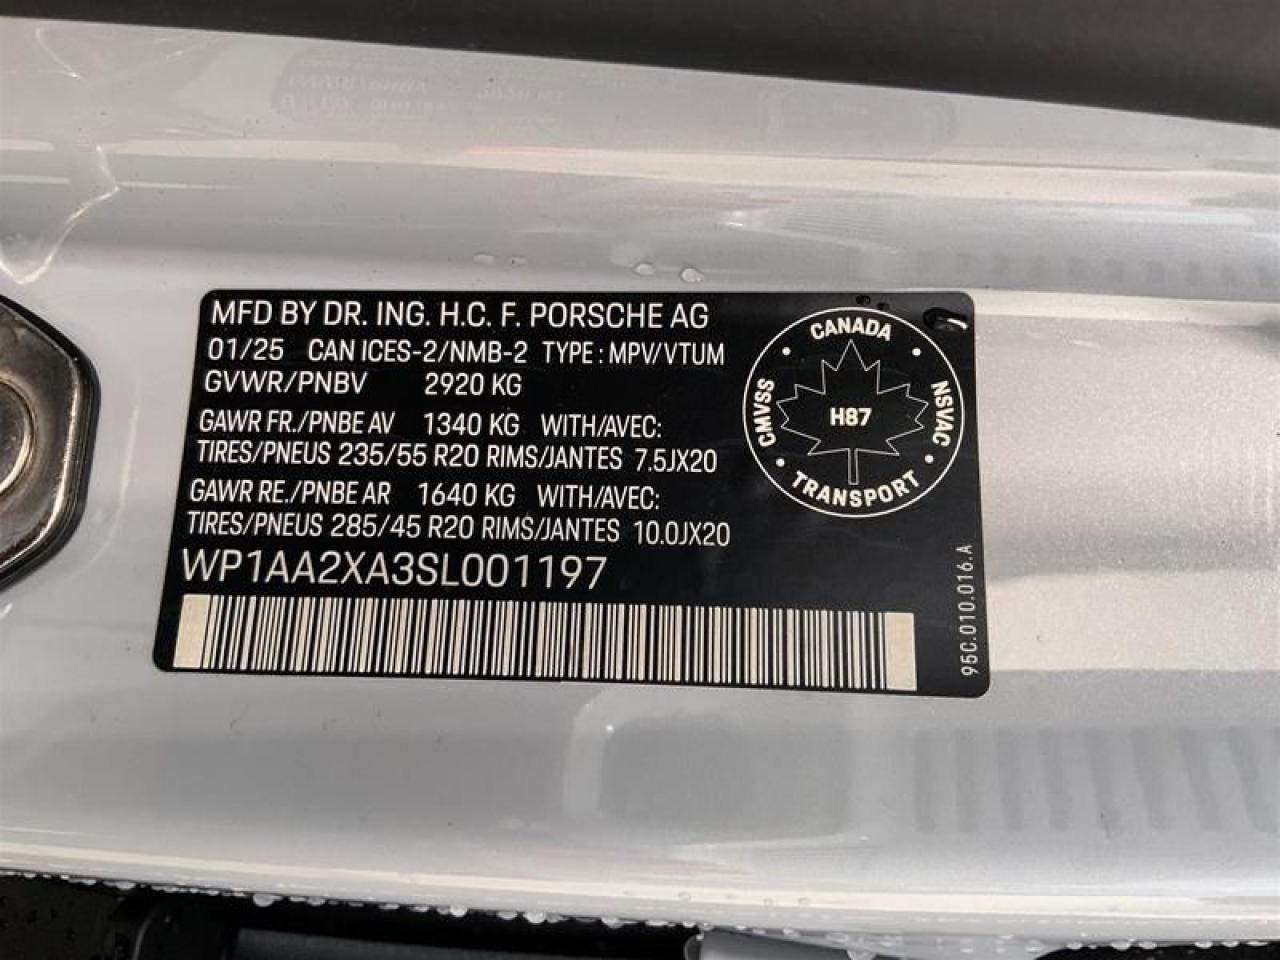 MFD BY DR. ING. H.C. F. PORSCHE AG
01/25 CAN ICES-2/NMB-2 TYPE : MPV/VTUM
GVWR/PNBV 2920 KG
GAWR FR./PNBE AV 1340 KG WITH/AVEC:
TIRES/PNEUS 235/55 R20 RIMS/JANTES 7.5JX20
GAWR RE./PNBE AR 1640 KG WITH/AVEC:
TIRES/PNEUS 285/45 R20 RIMS/JANTES 10.0JX20
WP1AA2XA3SL001197
CANADA
CMVSS
H87
NSVAC
TRANSPORT
95C.010.016.A